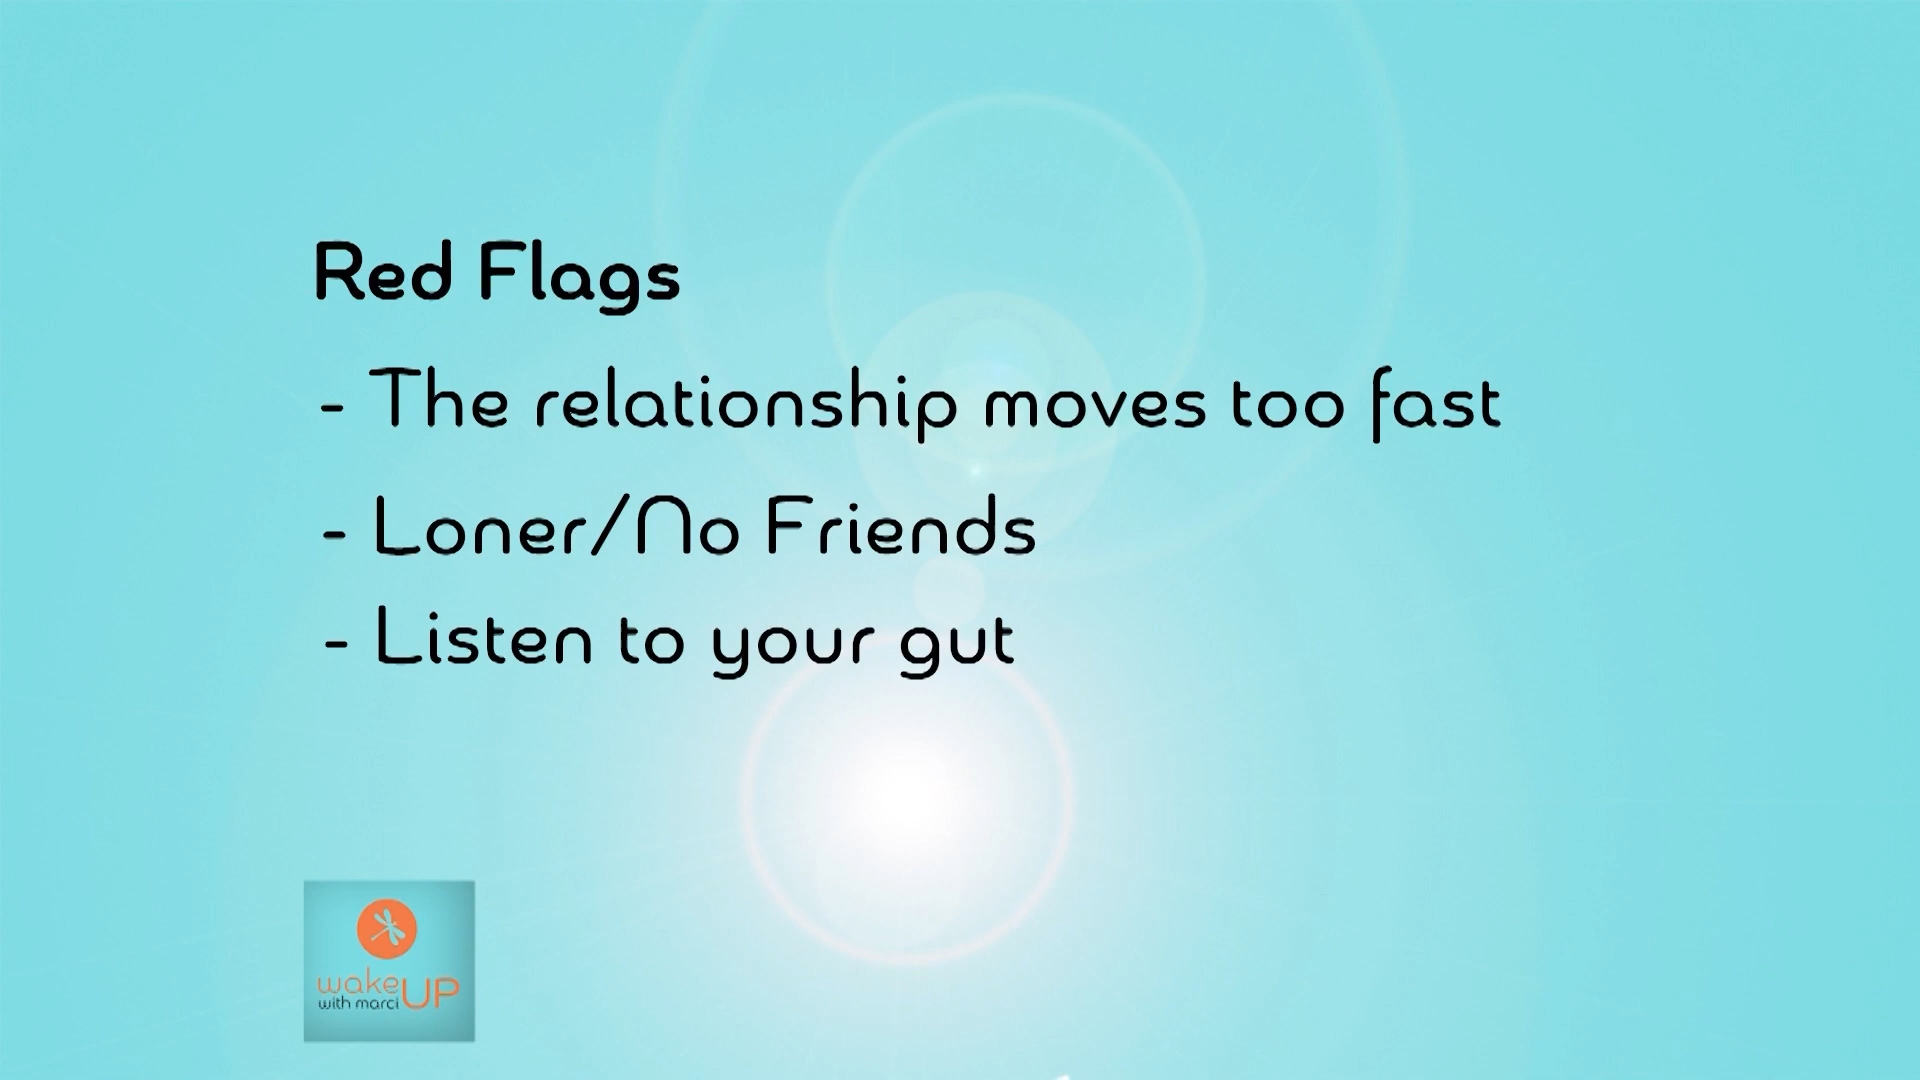 Red Flags
- The relationship moves too fast
- Loner/No Friends
- Listen to your gut
wake UP
with marci